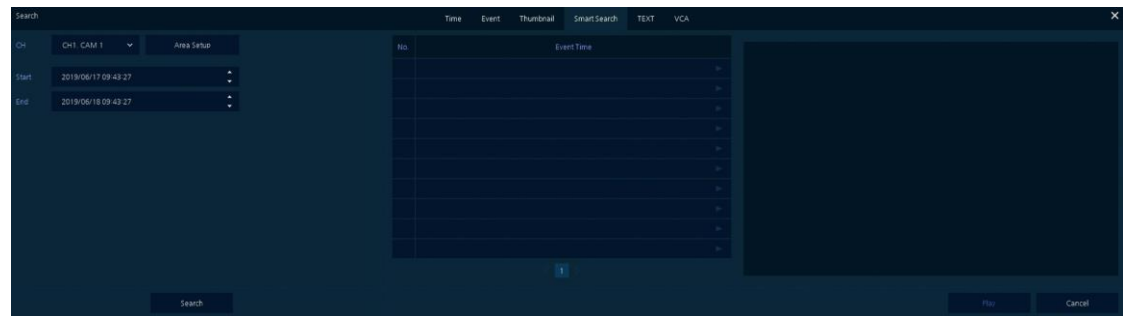 Search
Time Event Thumbnail Smart Search TEXT VCA
CH CH1. CAM 1 Area Setup
No. Event Time
Start 2019/06/17 09:43:27
End 2019/06/18 09:43:27
1
Search Play Cancel